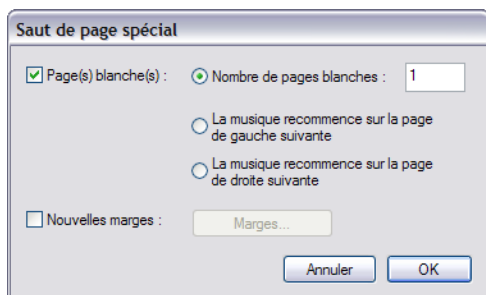 Saut de page spécial
Page(s) blanche(s) :
Nombre de pages blanches :
1
La musique recommence sur la page
de gauche suivante
La musique recommence sur la page
de droite suivante
Nouvelles marges :
Marges...
Annuler
OK